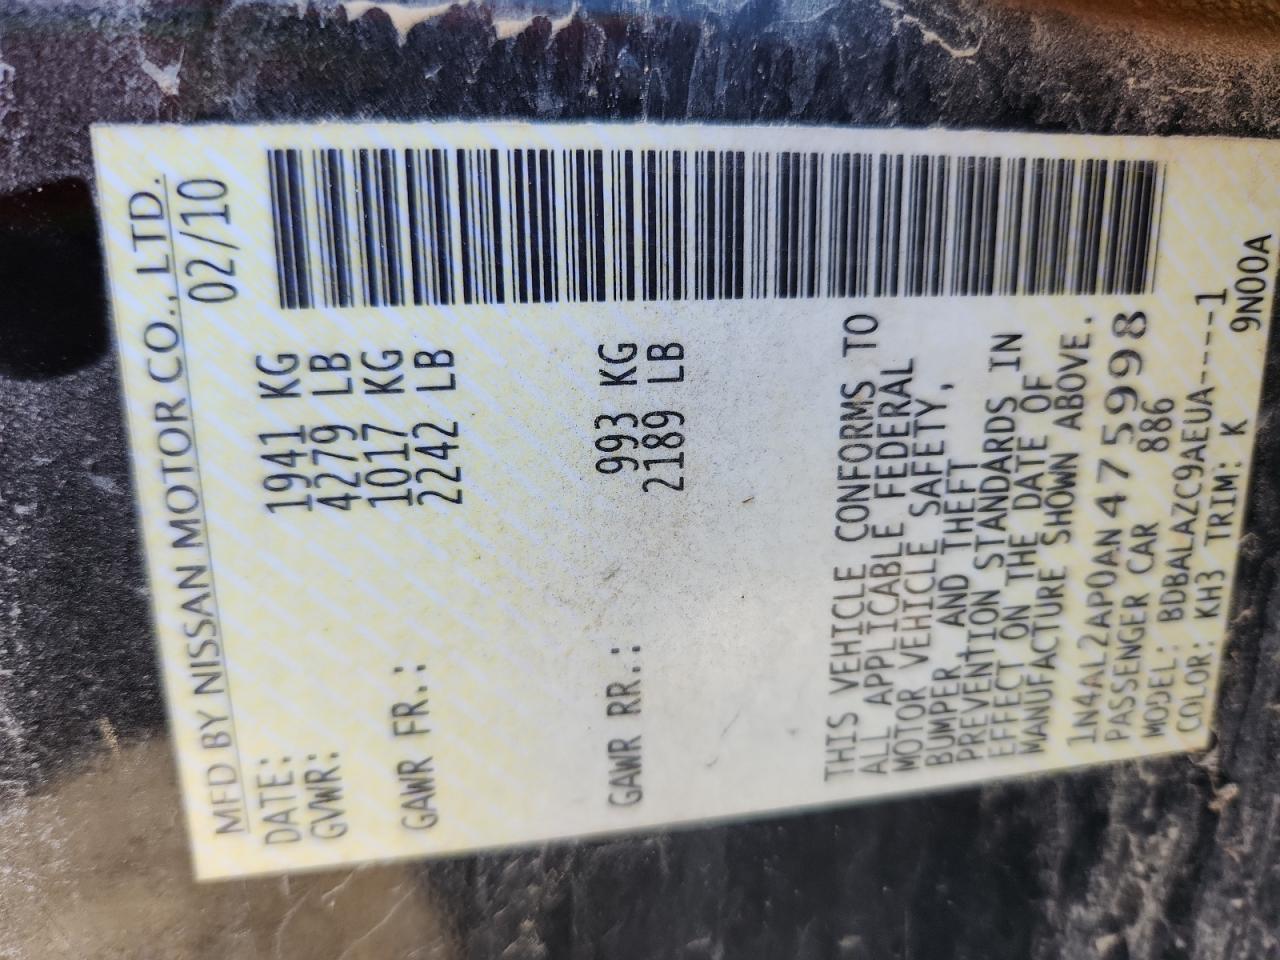 MFD BY NISSAN MOTOR CO., LTD.
DATE: 02/10
GVWR: 1941 KG
4279 LB
GAWR FR.: 1017 KG
2242 LB
GAWR RR.: 993 KG
2189 LB
THIS VEHICLE CONFORMS TO
ALL APPLICABLE FEDERAL
MOTOR VEHICLE SAFETY,
BUMPER, AND THEFT
PREVENTION STANDARDS IN
EFFECT ON THE DATE OF
MANUFACTURE SHOWN ABOVE.
1N4AL2AP0AN475998
PASSENGER CAR 886
MODEL: BDBALAZC9AEUA----1
COLOR: KH3 TRIM: K 9N00A